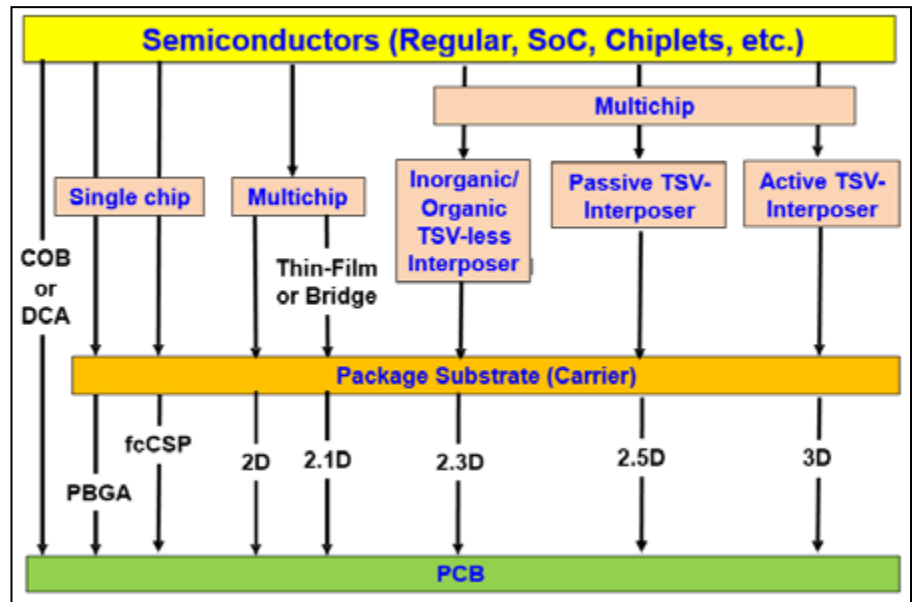 Semiconductors (Regular, SoC, Chiplets, etc.)
Multichip
Single chip
Multichip
Inorganic/
Organic
TSV-less
Interposer
Passive TSV-
Interposer
Active TSV-
Interposer
COB
or
DCA
Thin-Film
or Bridge
Package Substrate (Carrier)
PBGA
fcCSP
2D
2.1D
2.3D
2.5D
3D
PCB